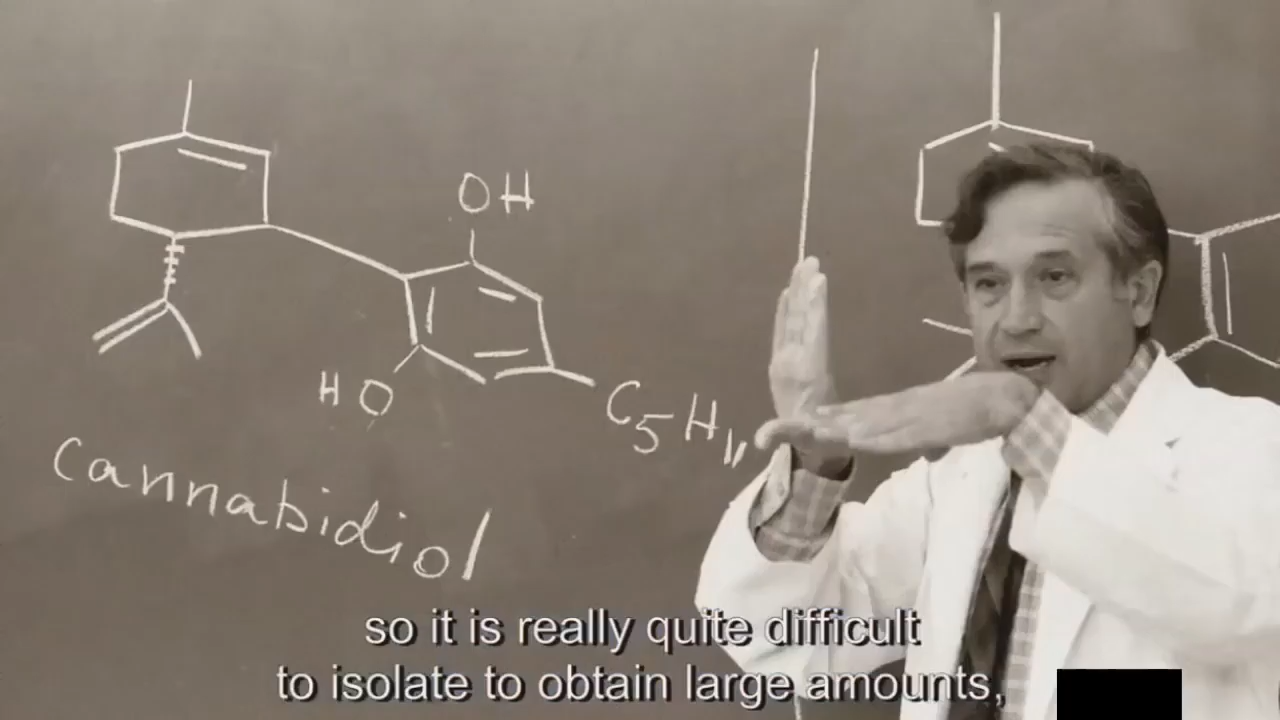 OH
HO
C5H11
Cannabidiol
so it is really quite difficult
to isolate to obtain large amounts,